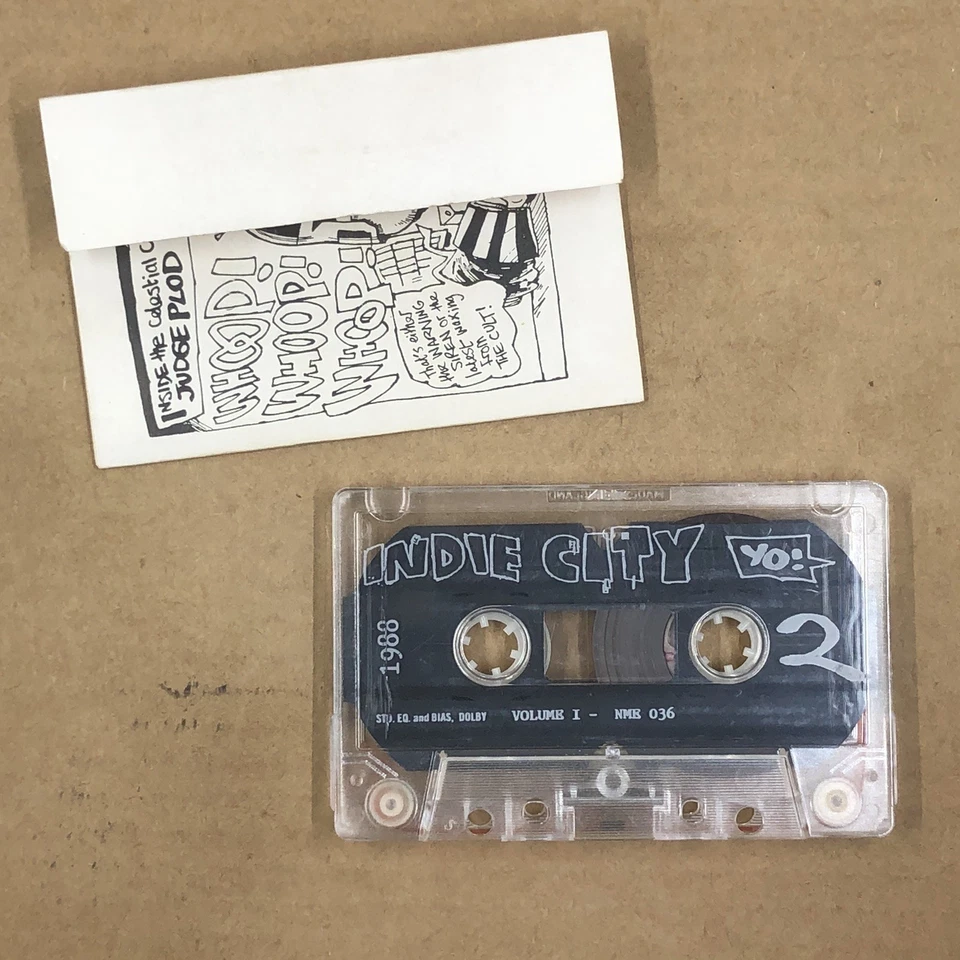 INSIDE the celestial
JUDGE PLOD
WHOOP!
WHOOP!
WHOOP!
That's either
the WARNING
SIREN or the
latest waxing
from
THE CULT!
INDIE CITY
YO!
1988
2
STD. EQ. and BIAS, DOLBY
VOLUME I - NME 036